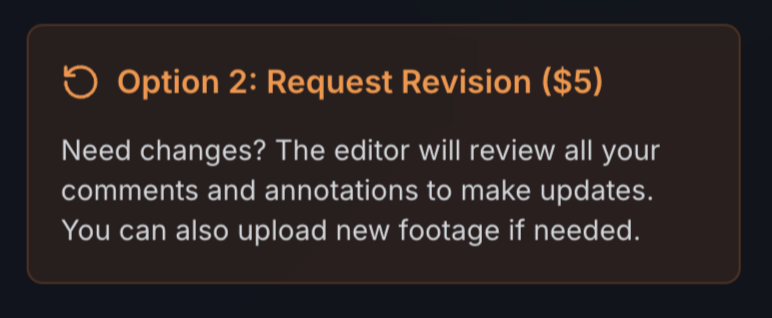 Option 2: Request Revision ($5)
Need changes? The editor will review all your
comments and annotations to make updates.
You can also upload new footage if needed.